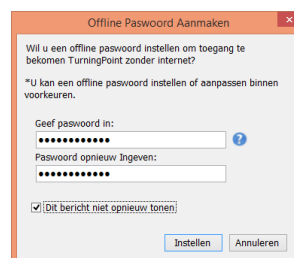 Offline Paswoord Aanmaken
Wil u een offline paswoord instellen om toegang te
bekomen TurningPoint zonder internet?
*U kan een offline paswoord instellen of aanpassen binnen
voorkeuren.
Geef paswoord in:
••••••••••••
Paswoord opnieuw Ingeven:
••••••••••••
Dit bericht niet opnieuw tonen
Instellen Annuleren